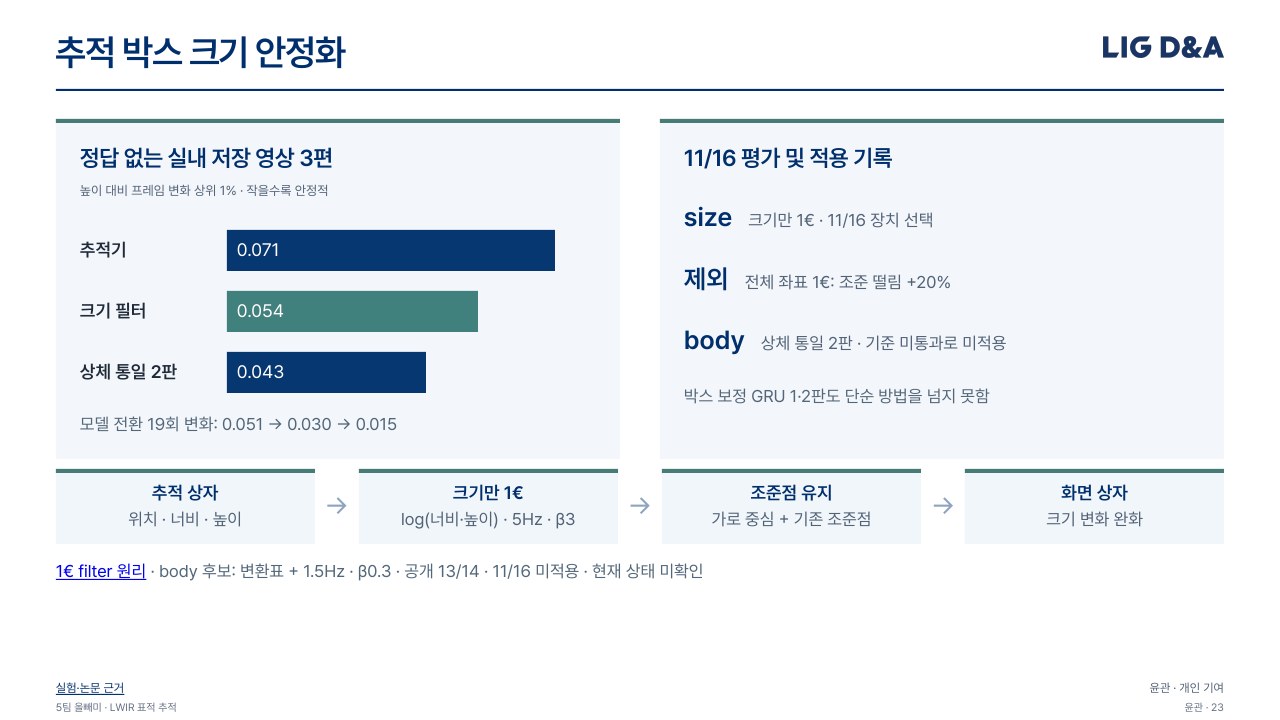 추적 박스 크기 안정화
LIG D&A
정답 없는 실내 저장 영상 3편
높이 대비 프레임 변화 상위 1% · 작을수록 안정적
추적기 0.071
크기 필터 0.054
상체 통일 2판 0.043
모델 전환 19회 변화: 0.051 → 0.030 → 0.015
11/16 평가 및 적용 기록
size 크기만 1€ · 11/16 장치 선택
제외 전체 좌표 1€: 조준 떨림 +20%
body 상체 통일 2판 · 기준 미통과로 미적용
박스 보정 GRU 1·2판도 단순 방법을 넘지 못함
추적 상자
위치 · 너비 · 높이
→
크기만 1€
log(너비·높이) · 5Hz · β3
→
조준점 유지
가로 중심 + 기존 조준점
→
화면 상자
크기 변화 완화
1€ filter 원리 · body 후보: 변환표 + 1.5Hz · β0.3 · 공개 13/14 · 11/16 미적용 · 현재 상태 미확인
실험·논문 근거
5팀 올빼미 · LWIR 표적 추적
윤관 · 개인 기여
윤관 · 23